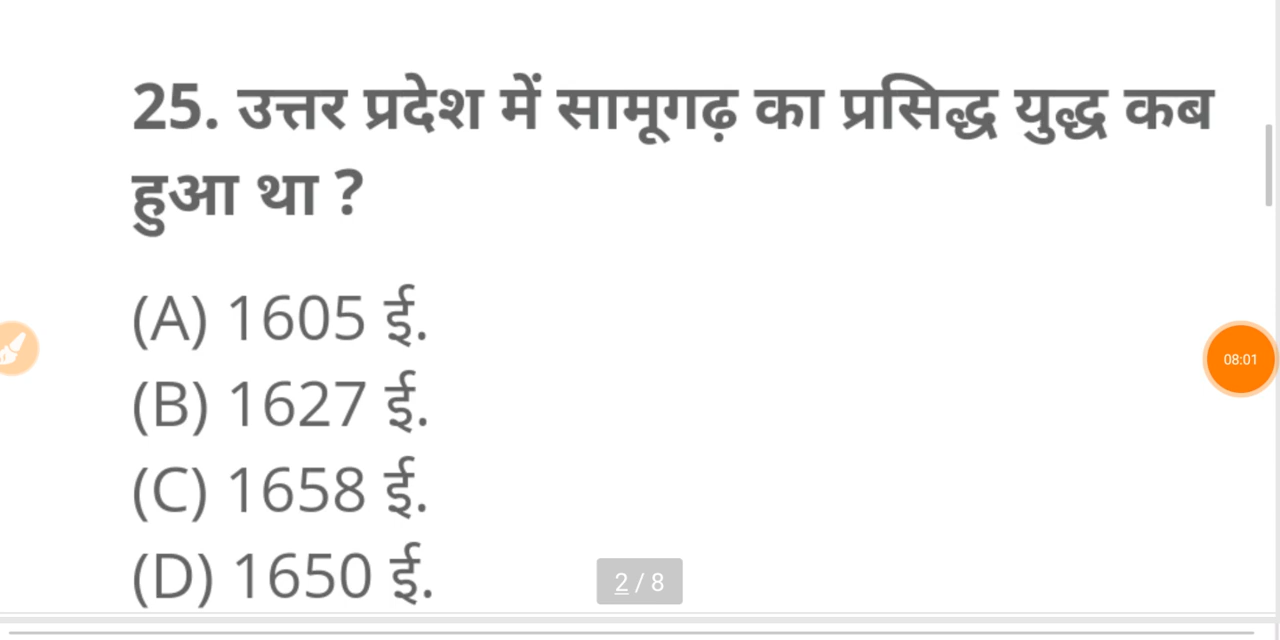 25. उत्तर प्रदेश में सामूगढ़ का प्रसिद्ध युद्ध कब
हुआ था ?
(A) 1605 ई.
(B) 1627 ई.
(C) 1658 ई.
(D) 1650 ई.
08:01
2 / 8